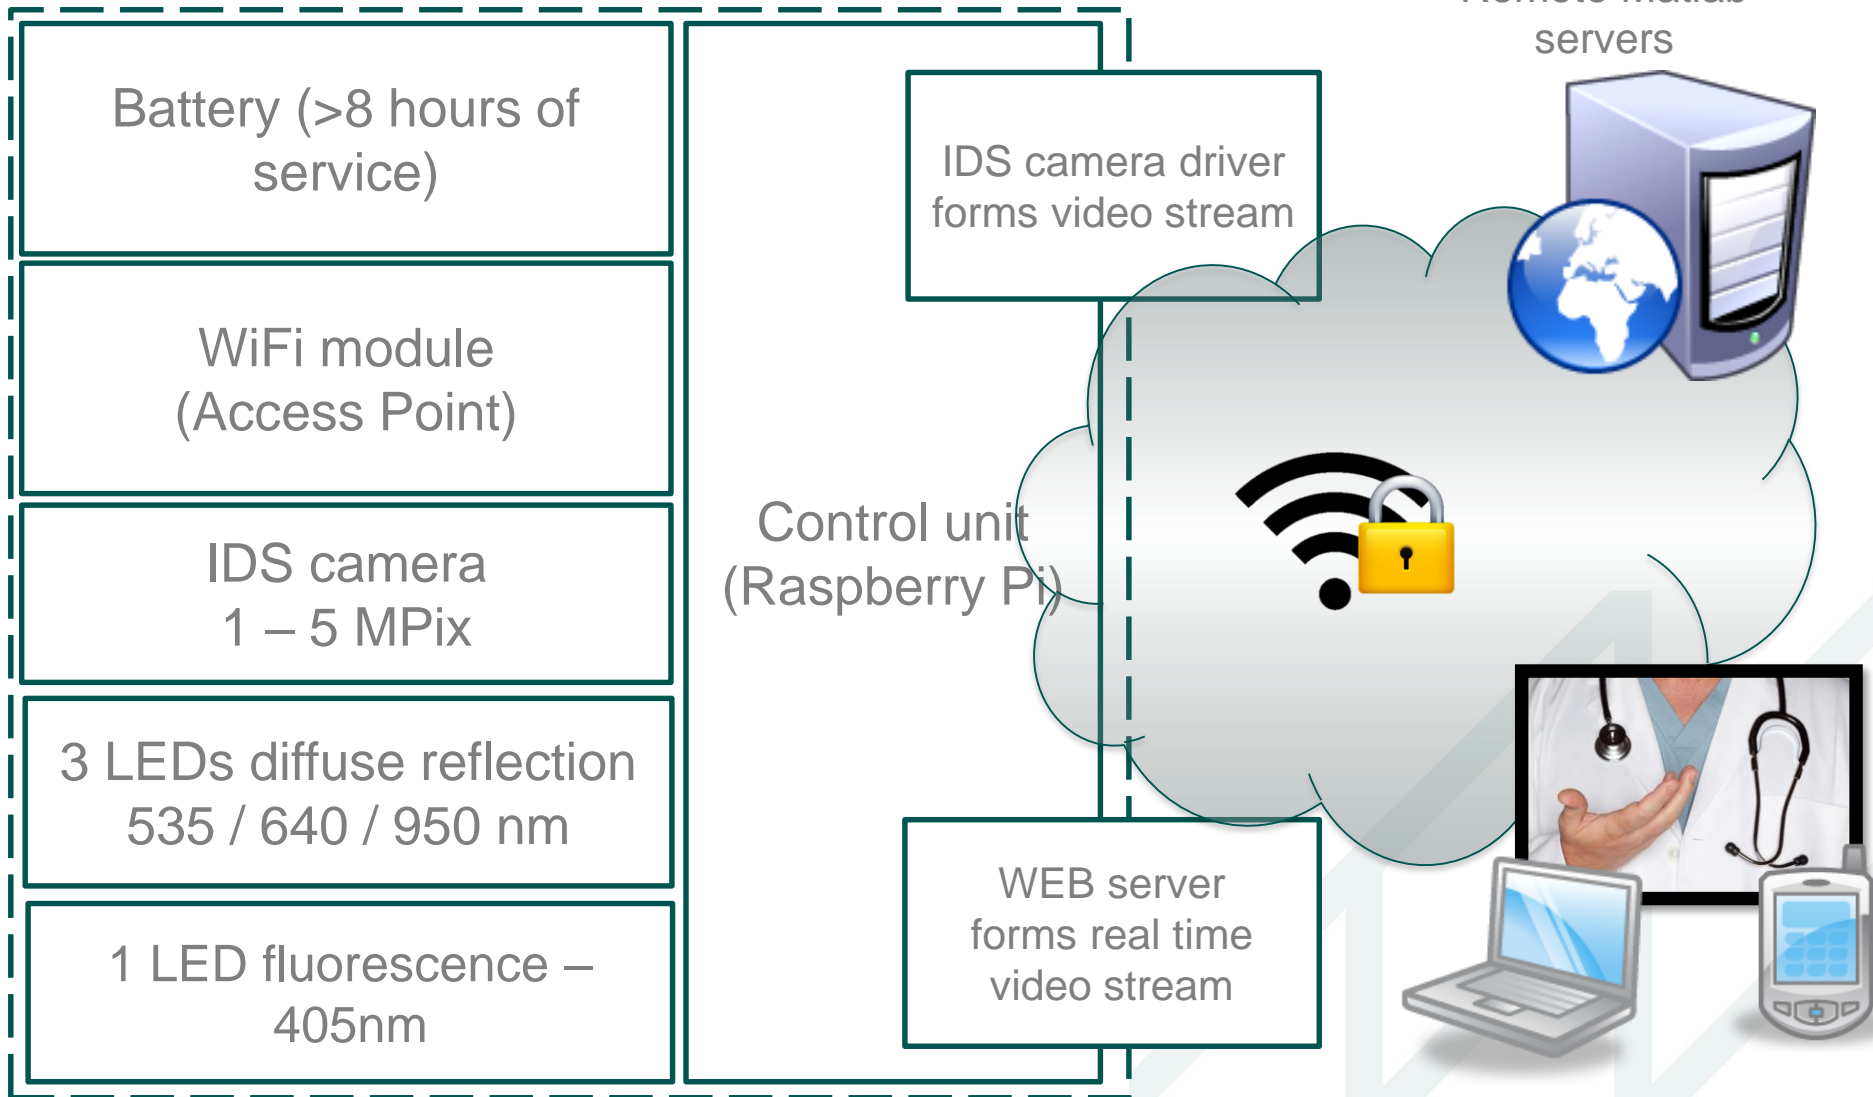 Battery (>8 hours of
service)
WiFi module
(Access Point)
IDS camera
1 – 5 MPix
3 LEDs diffuse reflection
535 / 640 / 950 nm
1 LED fluorescence –
405nm
Control unit
(Raspberry Pi)
IDS camera driver
forms video stream
WEB server
forms real time
video stream
Remote Matlab
servers